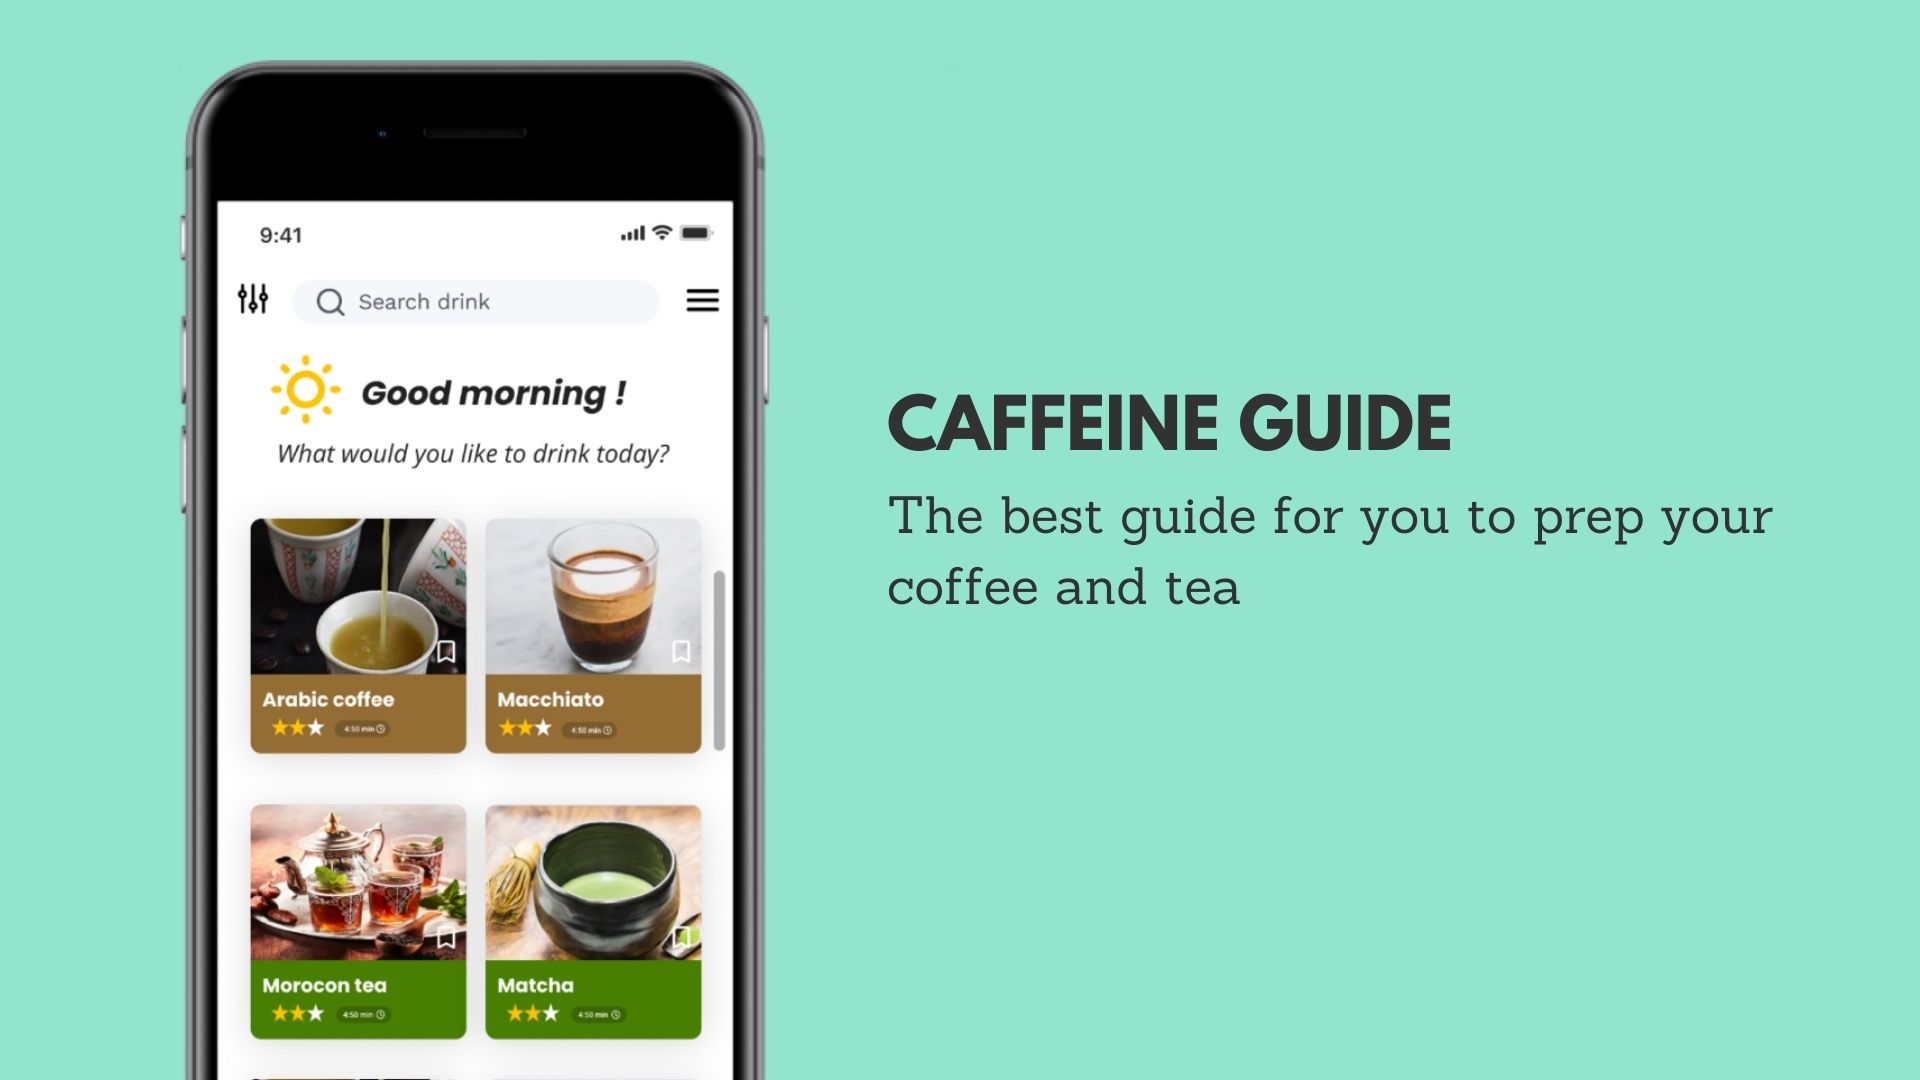 9:41
Search drink
Good morning !
What would you like to drink today?
Arabic coffee
4:50 min
Macchiato
4:50 min
Morocon tea
4:50 min
Matcha
4:50 min
CAFFEINE GUIDE
The best guide for you to prep your
coffee and tea